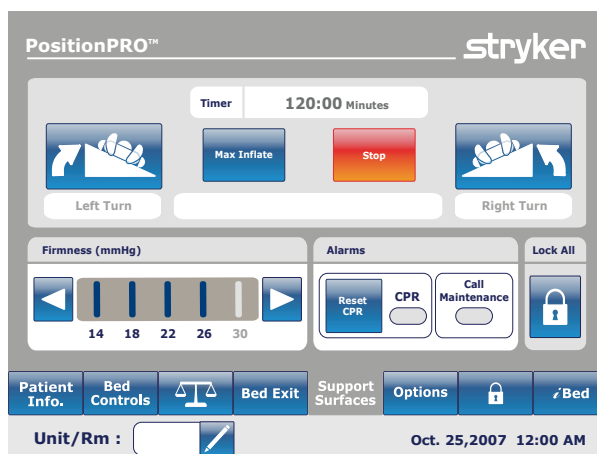 PositionPRO™
stryker
Timer
120:00 Minutes
Max Inflate
Stop
Left Turn
Right Turn
Firmness (mmHg)
14 18 22 26 30
Alarms
Reset
CPR
CPR
Call
Maintenance
Lock All
Patient
Info.
Bed
Controls
Bed Exit
Support
Surfaces
Options
iBed
Unit/Rm :
Oct. 25,2007 12:00 AM